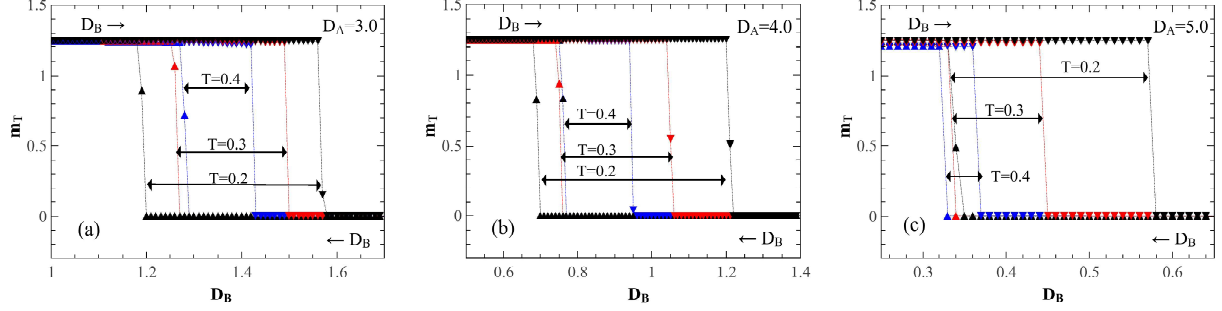 D_B → D_A=3.0
1.5
1
0.5
0
m_T
T=0.4
T=0.3
T=0.2
(a)
← D_B
1 1.2 1.4 1.6
D_B
D_B → D_A=4.0
1.5
1
0.5
0
m_T
T=0.4
T=0.3
T=0.2
(b)
← D_B
0.6 0.8 1 1.2 1.4
D_B
D_B → D_A=5.0
1.5
1
0.5
0
m_T
T=0.2
T=0.3
T=0.4
(c)
← D_B
0.3 0.4 0.5 0.6
D_B